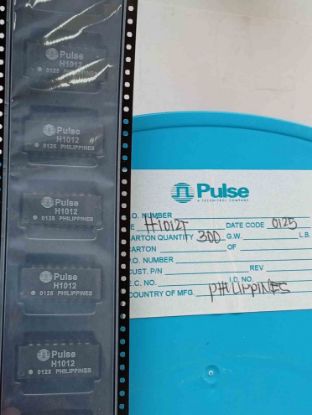 Pulse
H1012
0125 PHILIPPINES
Pulse
H1012
0125 PHILIPPINES
Pulse
H1012
0125 PHILIPPINES
Pulse
H1012
0125 PHILIPPINES
Pulse
H1012
0125 PHILIPPINES
Pulse
A TECHNITROL COMPANY
.O. NUMBER
E H1012T DATE CODE 0125
CARTON QUANTITY 300 G.W. LB.
CARTON OF
.O. NUMBER
CUST. P/N REV
.C. NO. I.D. NO.
COUNTRY OF MFG. PHILIPPINES